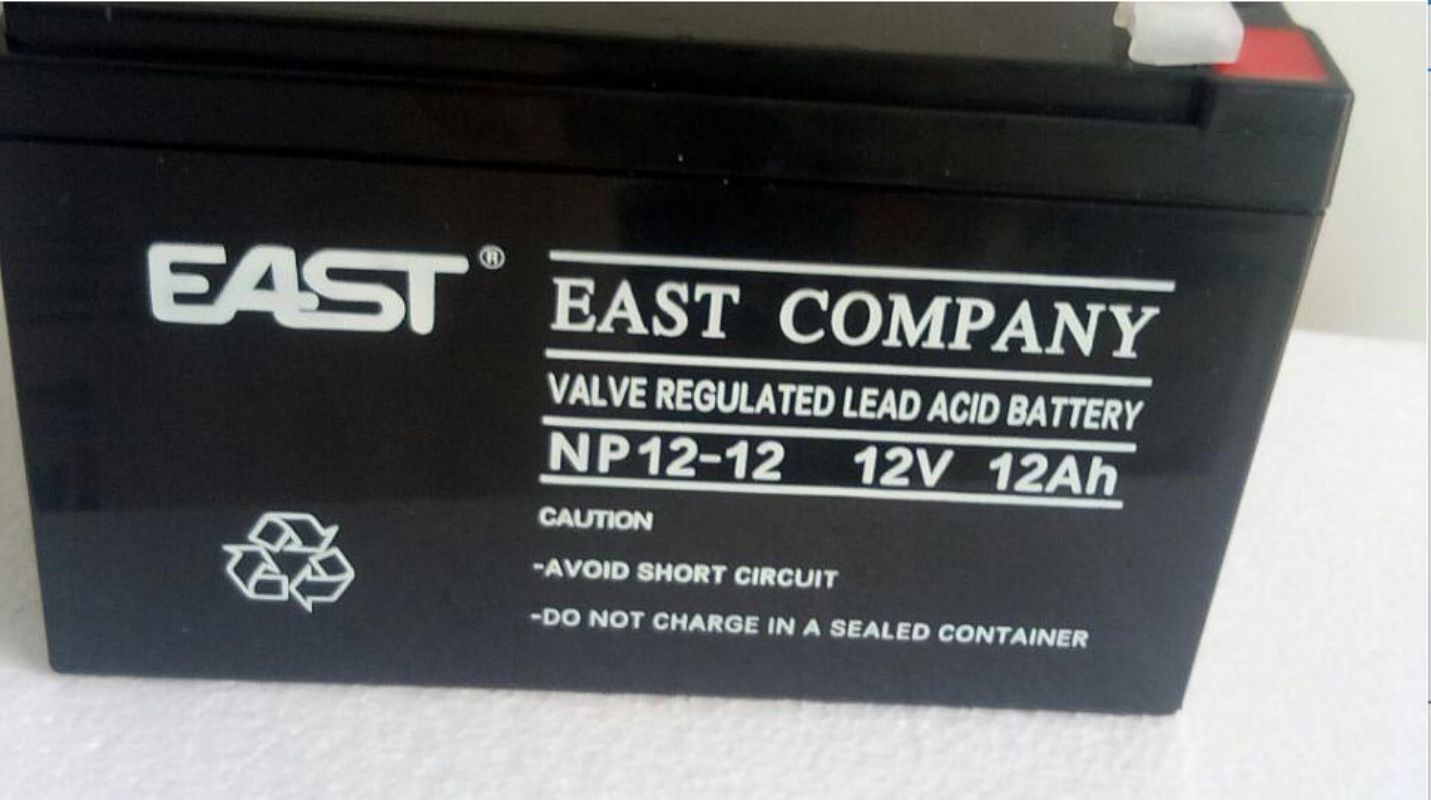 EAST®
EAST COMPANY
VALVE REGULATED LEAD ACID BATTERY
NP12-12 12V 12Ah
CAUTION
-AVOID SHORT CIRCUIT
-DO NOT CHARGE IN A SEALED CONTAINER